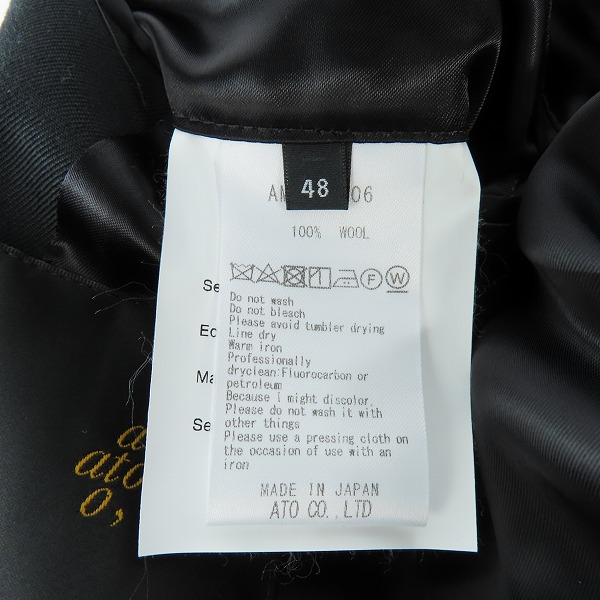 48
AM 06
100% WOOL
Do not wash
Do not bleach
Please avoid tumbler drying
Line dry
Warm iron
Professionally
dryclean:Fluorocarbon or
petroleum
Because I might discolor.
Please do not wash it with
other things
Please use a pressing cloth on
the occasion of use with an
iron
MADE IN JAPAN
ATO CO.,LTD
Se
Ed
Ma
Se
a
ato
o,